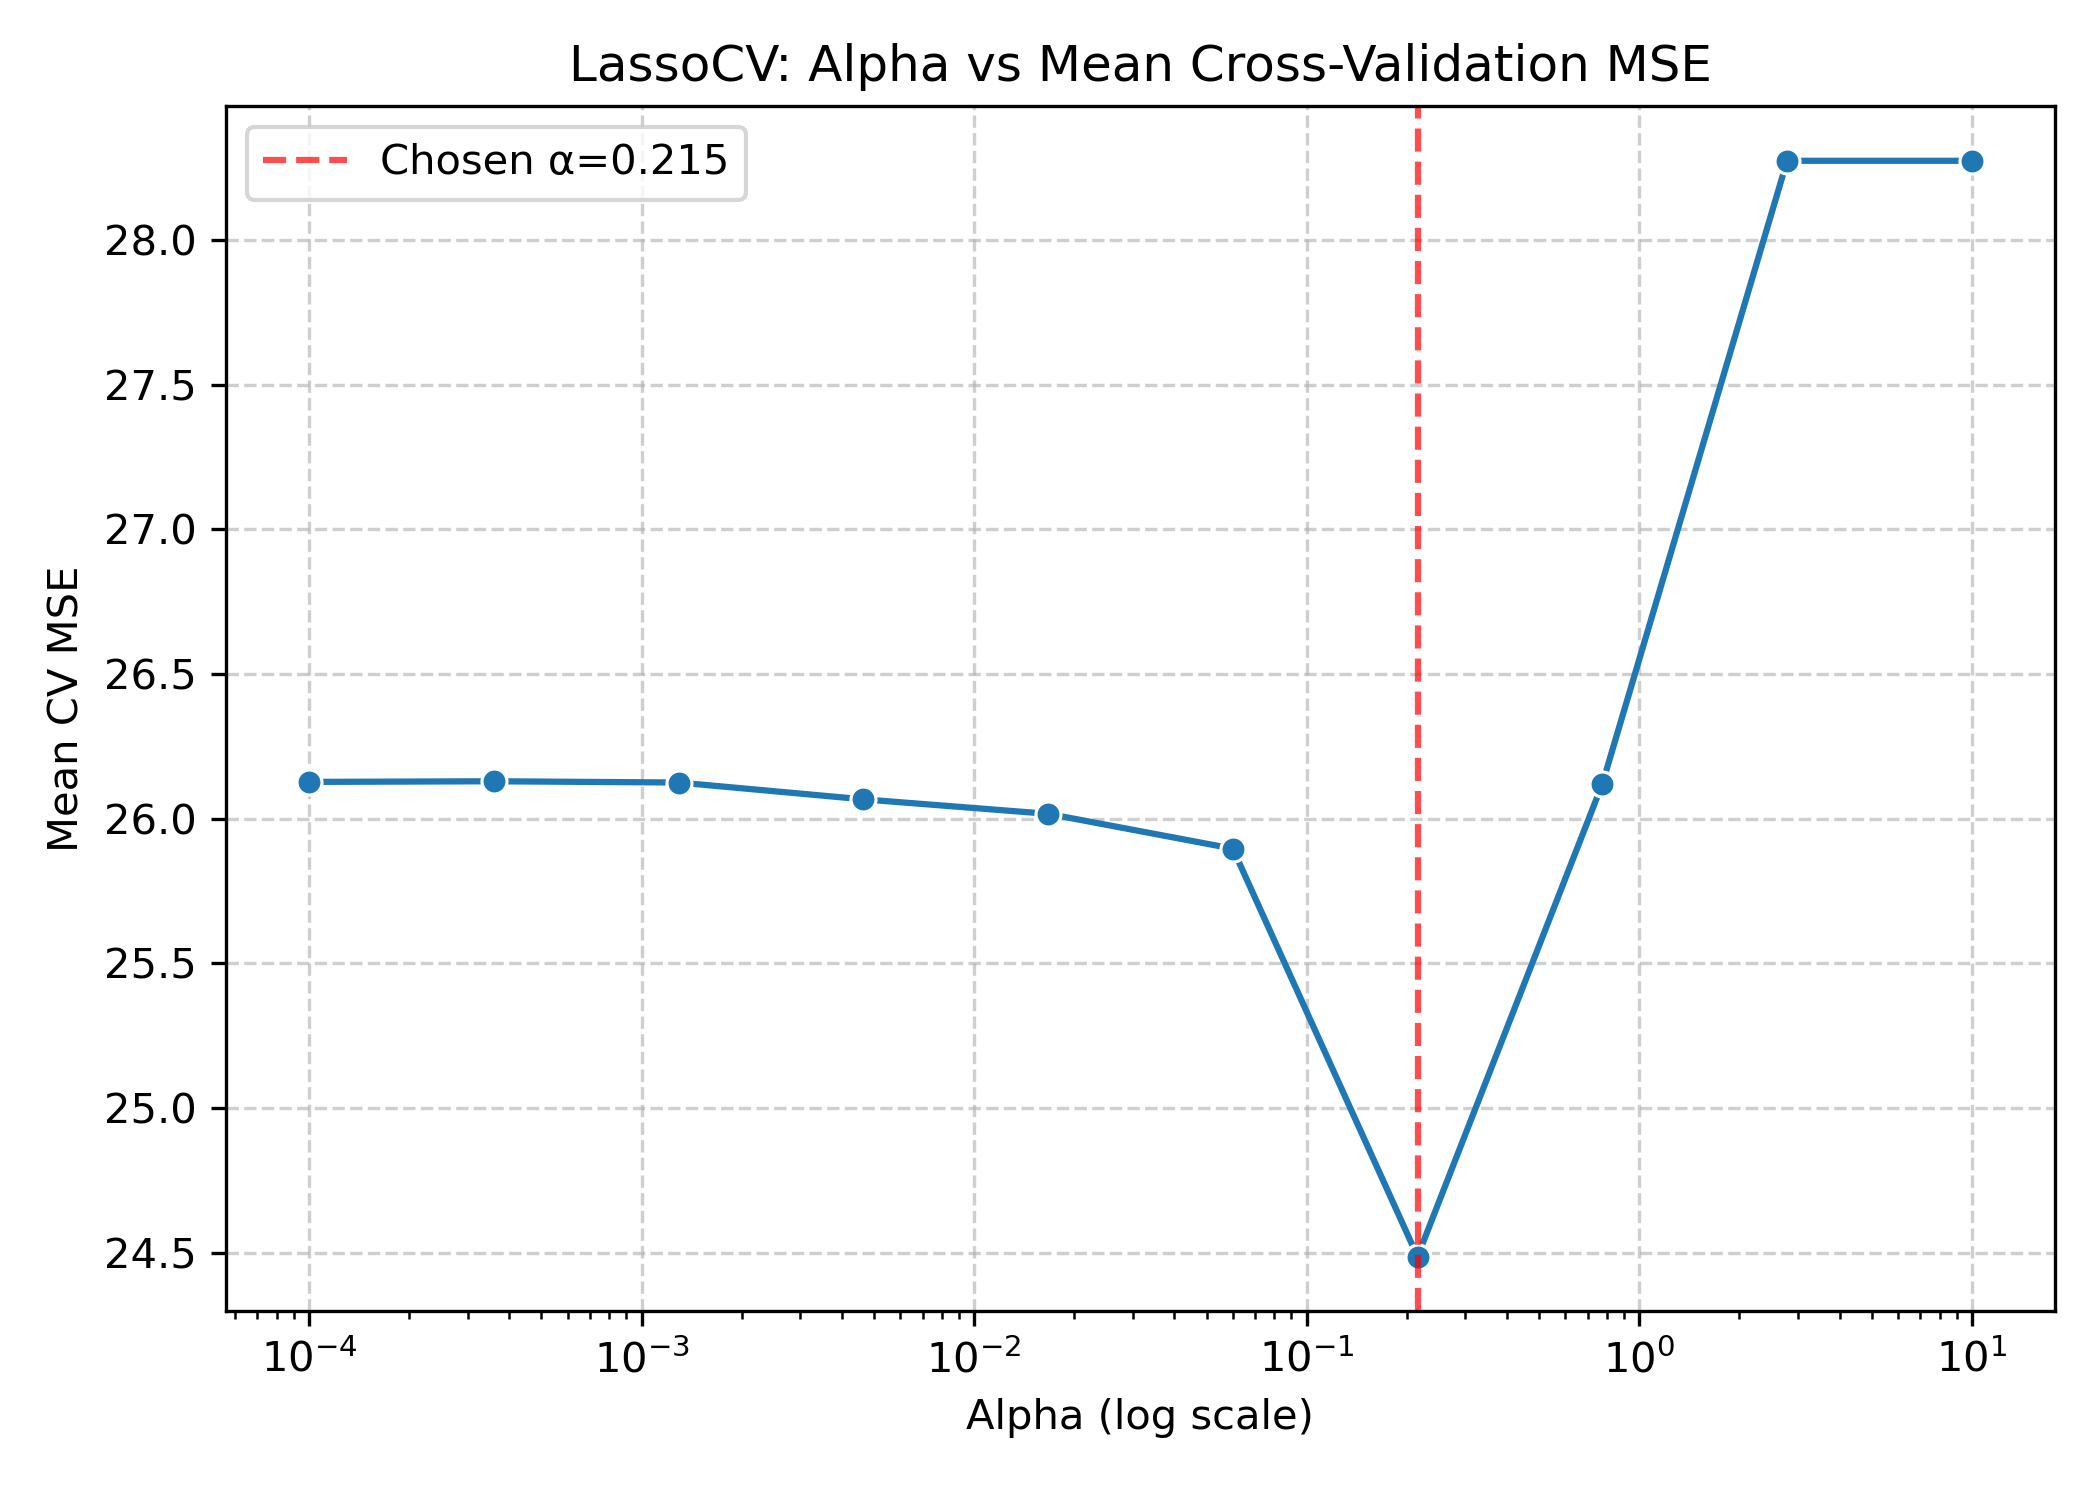 LassoCV: Alpha vs Mean Cross-Validation MSE
Chosen α=0.215
Mean CV MSE
28.0
27.5
27.0
26.5
26.0
25.5
25.0
24.5
10⁻⁴ 10⁻³ 10⁻² 10⁻¹ 10⁰ 10¹
Alpha (log scale)